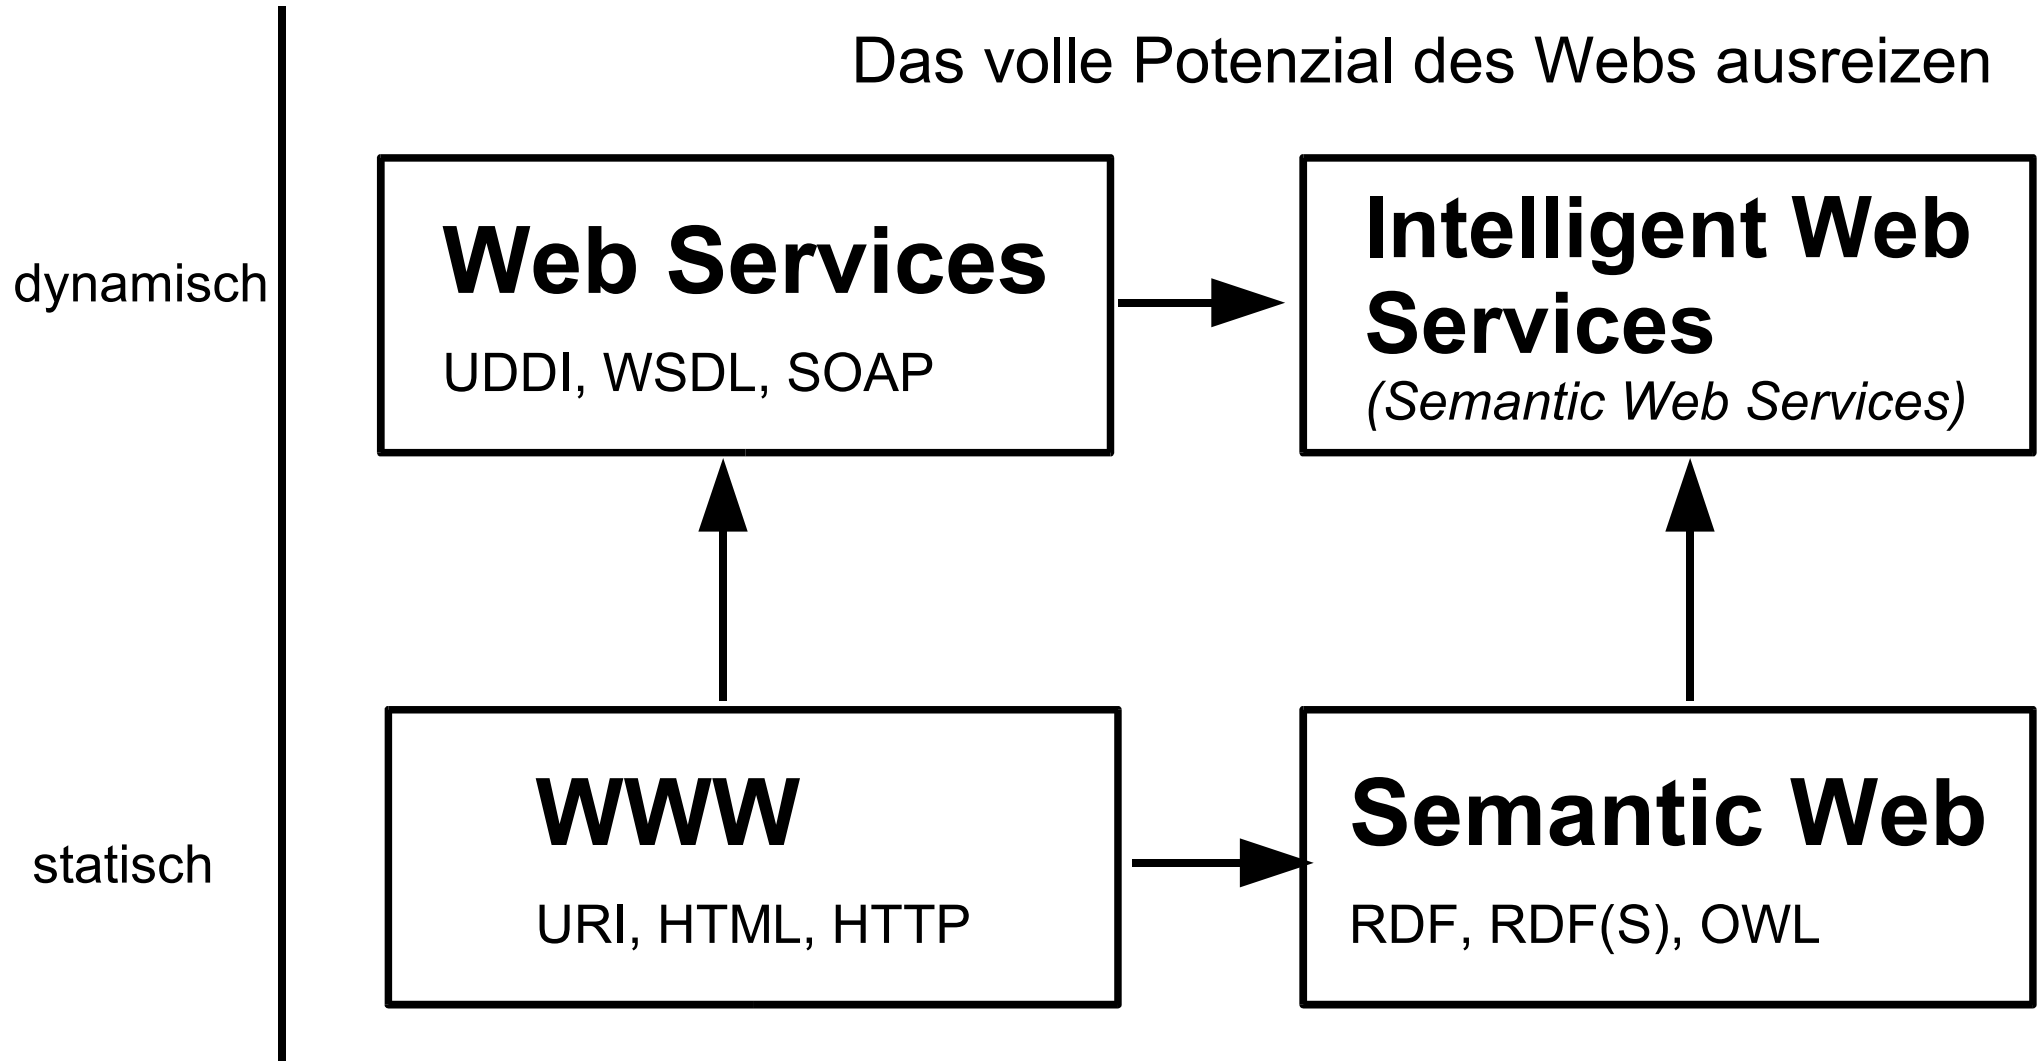 Das volle Potenzial des Webs ausreizen
dynamisch
Web Services
UDDI, WSDL, SOAP
Intelligent Web
Services
(Semantic Web Services)
statisch
WWW
URI, HTML, HTTP
Semantic Web
RDF, RDF(S), OWL